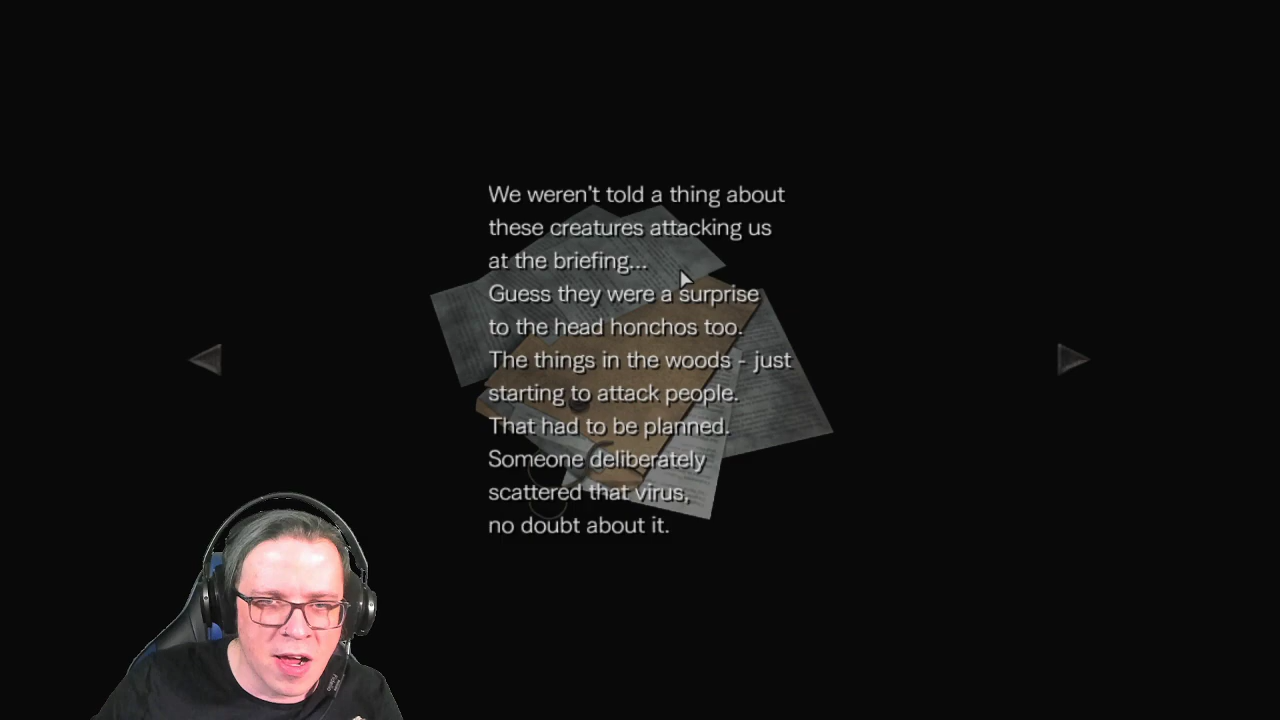 We weren't told a thing about
these creatures attacking us
at the briefing...
Guess they were a surprise
to the head honchos too.
The things in the woods - just
starting to attack people.
That had to be planned.
Someone deliberately
scattered that virus,
no doubt about it.